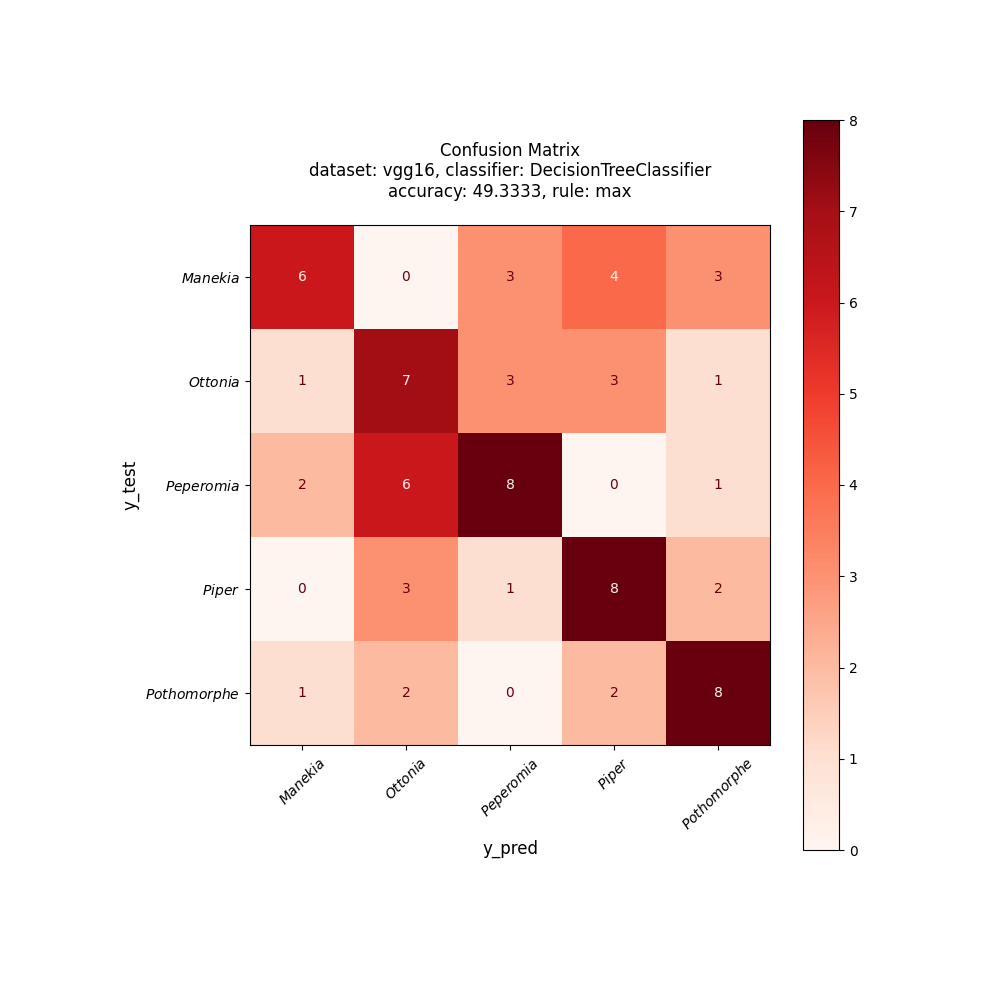 Confusion Matrix
dataset: vgg16, classifier: DecisionTreeClassifier
accuracy: 49.3333, rule: max
Manekia 6 0 3 4 3
Ottonia 1 7 3 3 1
Peperomia 2 6 8 0 1
Piper 0 3 1 8 2
Pothomorphe 1 2 0 2 8
y_test
Manekia Ottonia Peperomia Piper Pothomorphe
y_pred
8
7
6
5
4
3
2
1
0